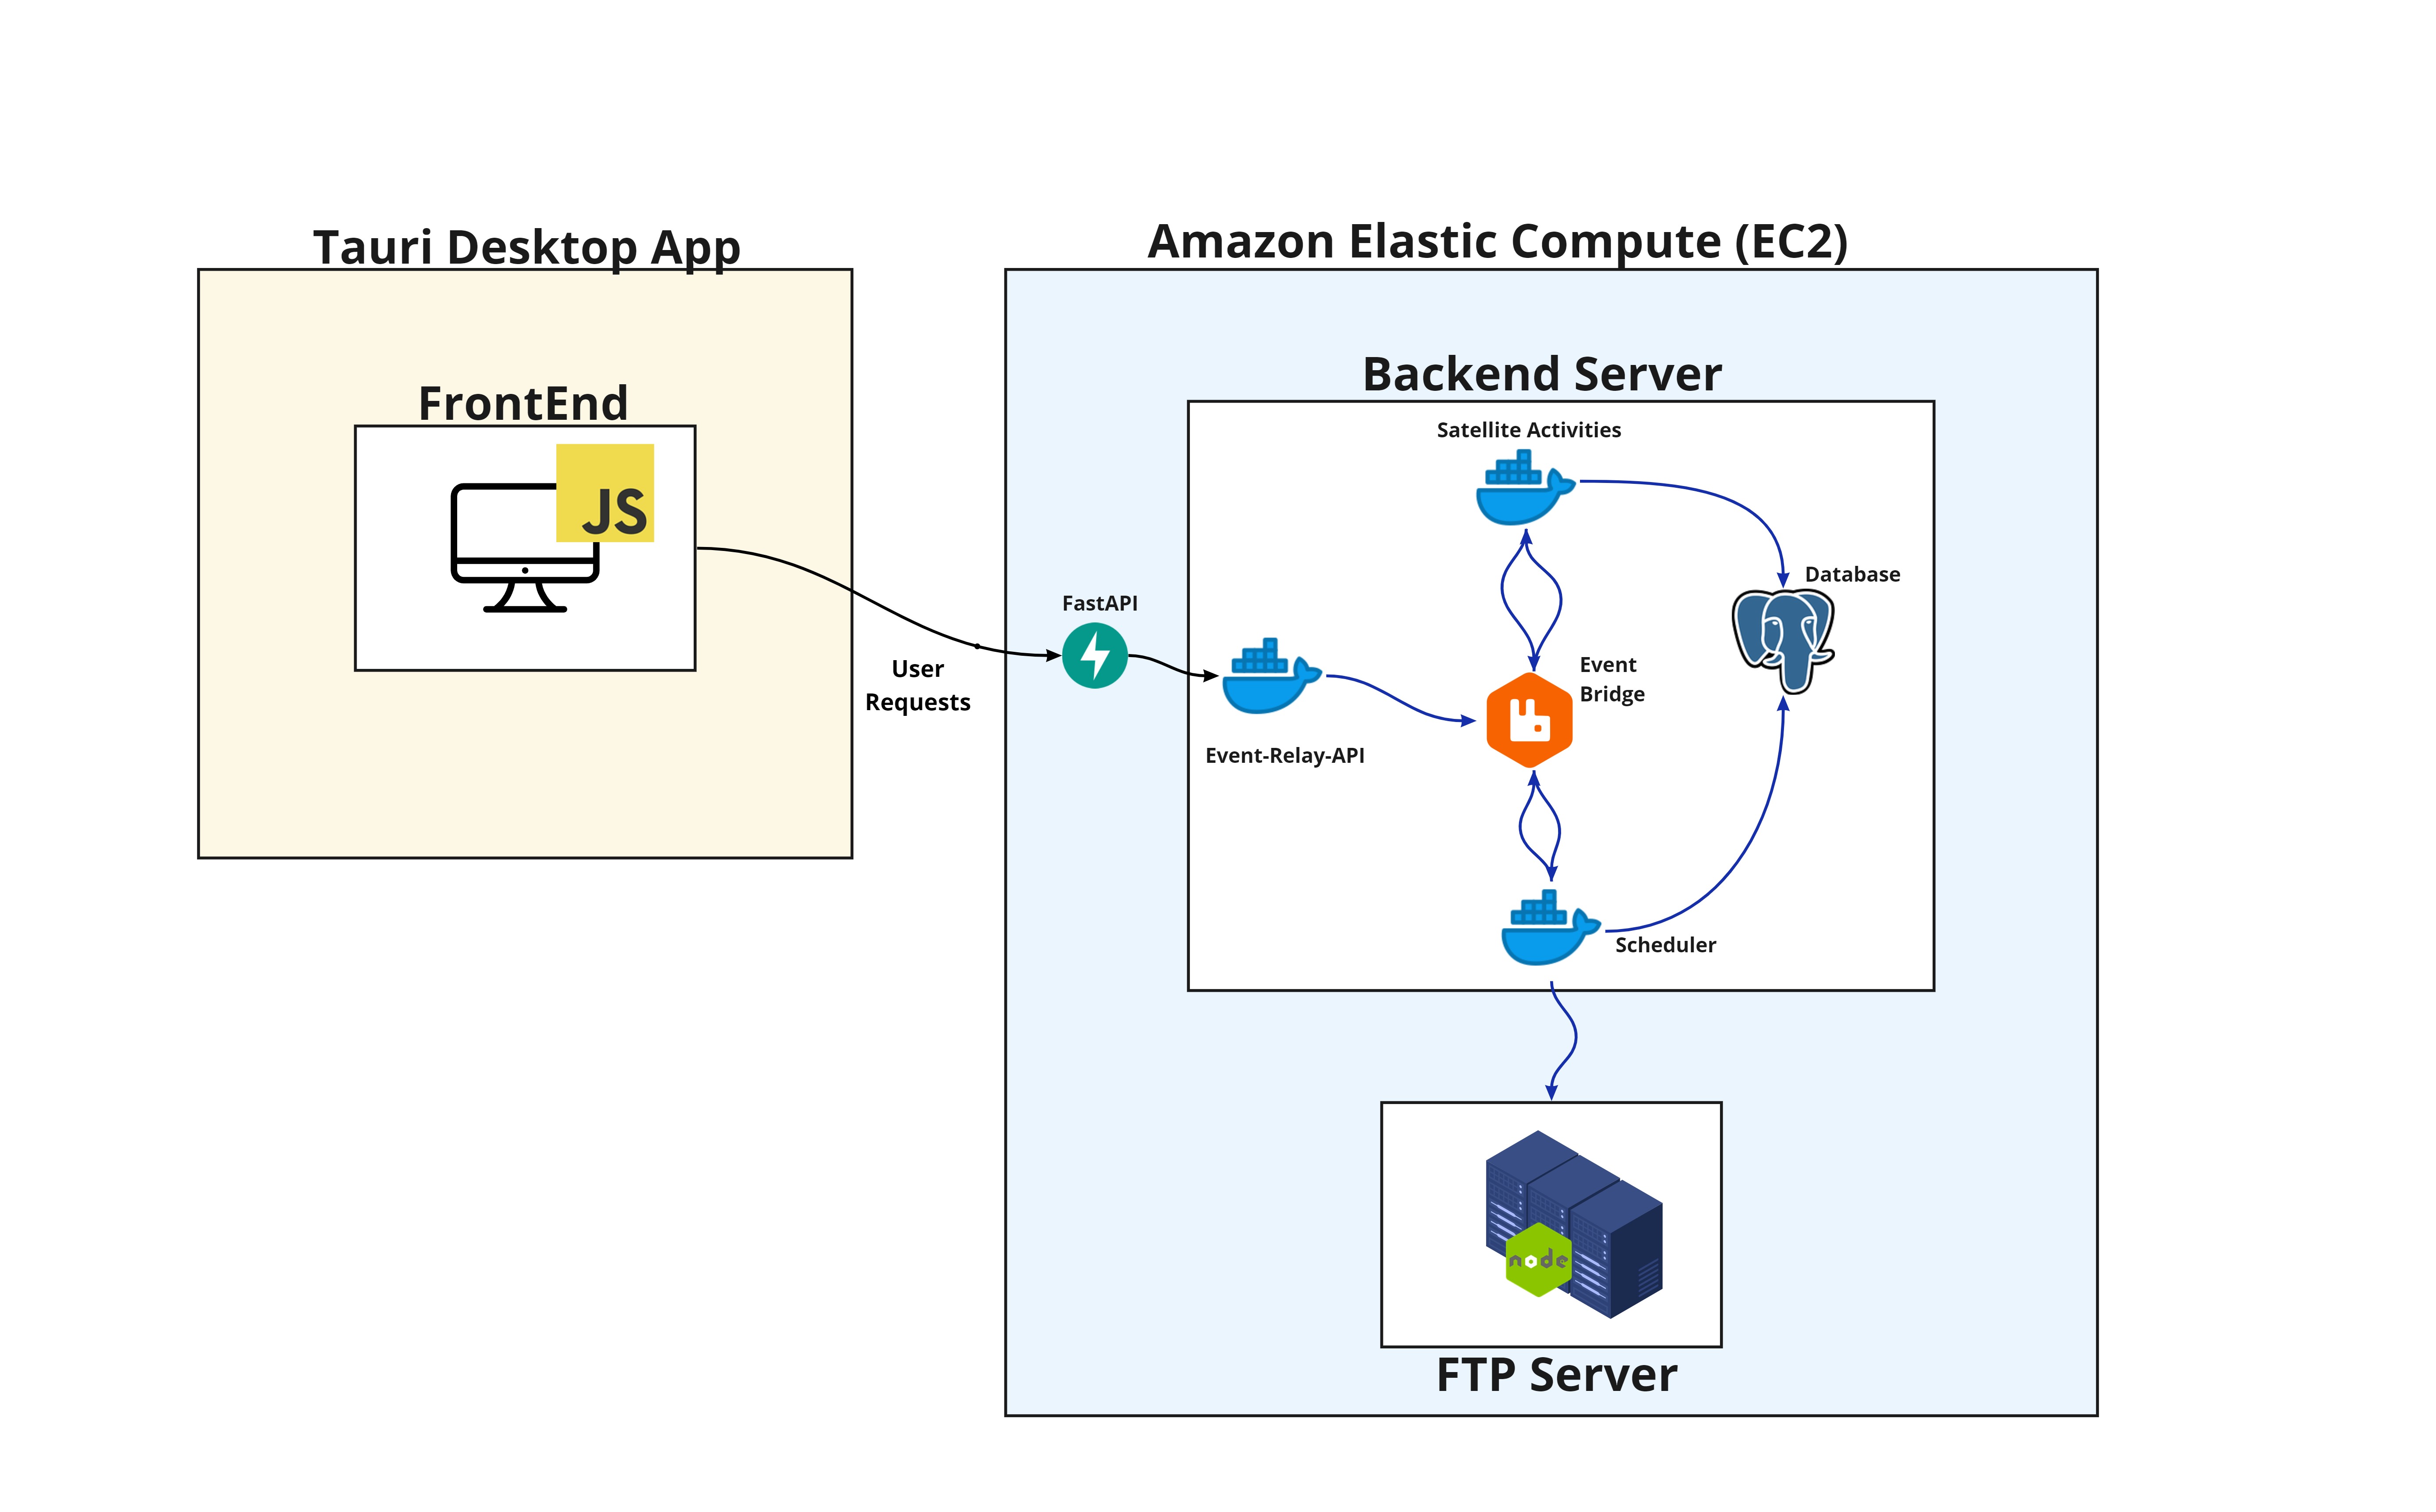 Tauri Desktop App
FrontEnd
JS
User
Requests
Amazon Elastic Compute (EC2)
Backend Server
FastAPI
Event-Relay-API
Satellite Activities
Database
Event
Bridge
Scheduler
node
FTP Server